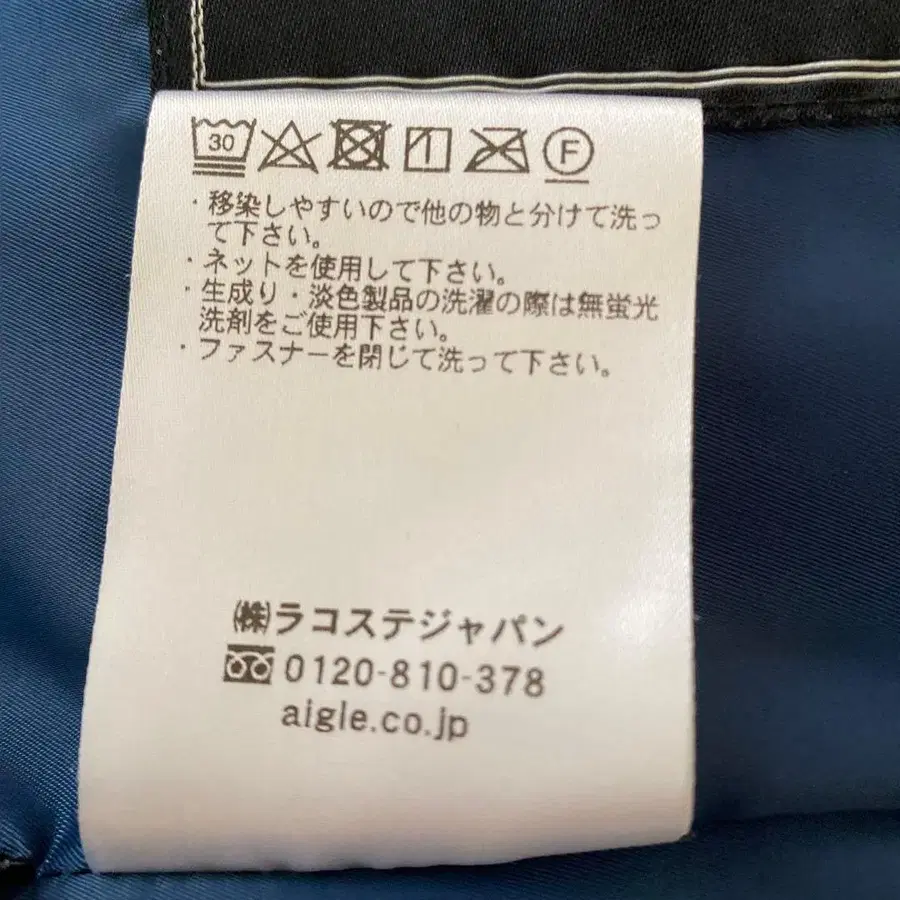 30 F
・移染しやすいので他の物と分けて洗っ
て下さい。
・ネットを使用して下さい。
・生成り・淡色製品の洗濯の際は無蛍光
洗剤をご使用下さい。
・ファスナーを閉じて洗って下さい。
㈱ラコステジャパン
0120-810-378
aigle.co.jp